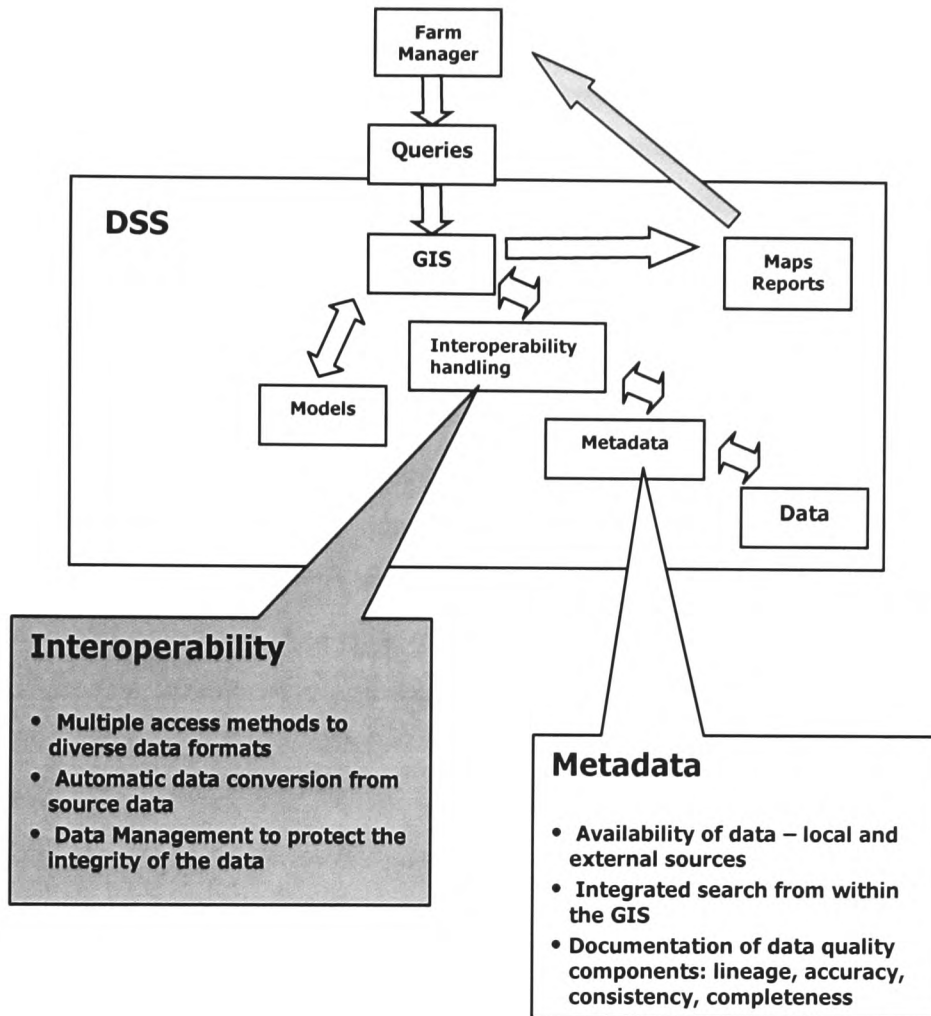 Farm
Manager
Queries
DSS
GIS
Maps
Reports
Interoperability
handling
Models
Metadata
Data
Interoperability
• Multiple access methods to
diverse data formats
• Automatic data conversion from
source data
• Data Management to protect the
integrity of the data
Metadata
• Availability of data – local and
external sources
• Integrated search from within
the GIS
• Documentation of data quality
components: lineage, accuracy,
consistency, completeness